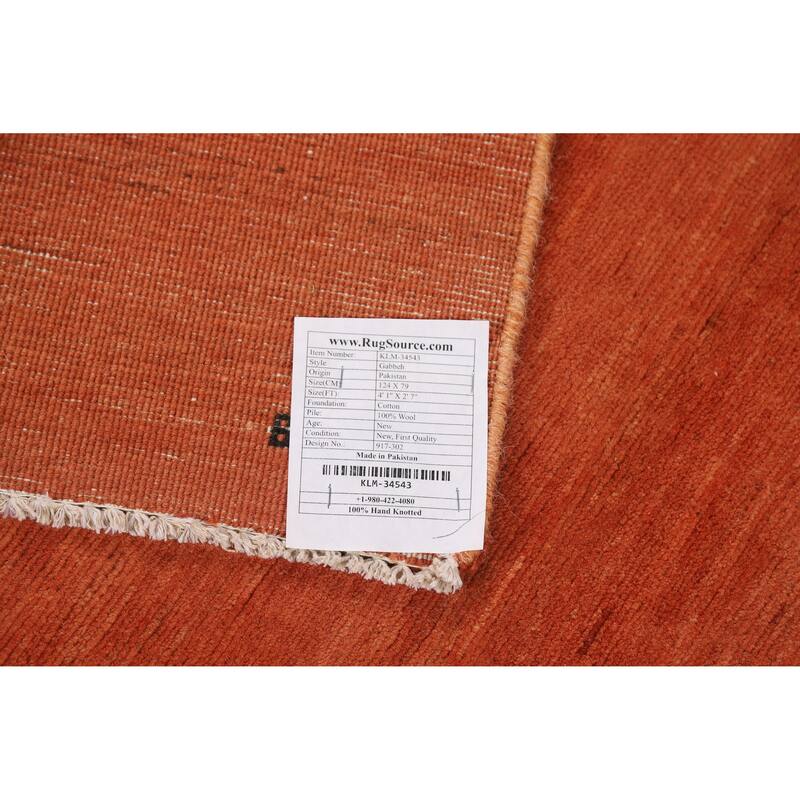 www.RugSource.com
Item Number: KLM-34543
Style Gabbeh
Origin Pakistan
Size(CM) 124 X 79
Size(FT): 4' 1" X 2' 7"
Foundation: Cotton
Pile: 100% Wool
Age: New
Condition: New, First Quality
Design No.. 917-302
Made in Pakistan
KLM-34543
+1-980-422-4080
100% Hand Knotted